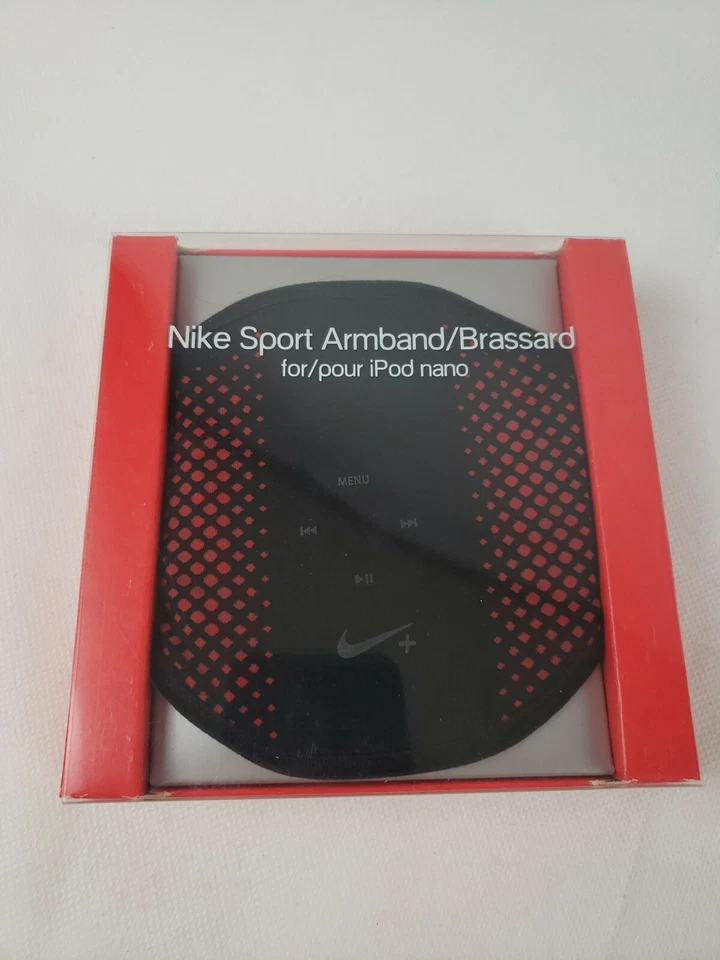 Nike Sport Armband/Brassard
for/pour iPod nano
MENU